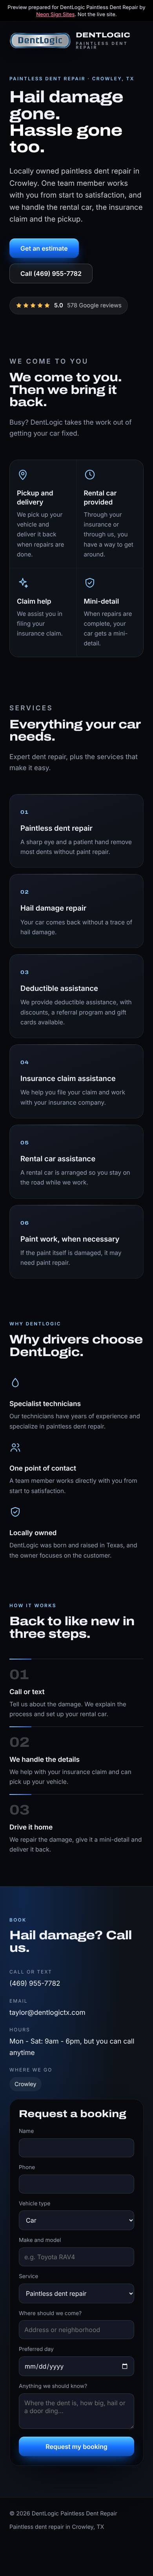 Preview prepared for DentLogic Paintless Dent Repair by
Neon Sign Sites. Not the live site.
DentLogic
DENTLOGIC
PAINTLESS DENT
REPAIR
PAINTLESS DENT REPAIR · CROWLEY, TX
Hail damage
gone.
Hassle gone
too.
Locally owned paintless dent repair in
Crowley. One team member works
with you from start to satisfaction, and
we handle the rental car, the insurance
claim and the pickup.
Get an estimate
Call (469) 955-7782
★★★★★ 5.0 578 Google reviews
WE COME TO YOU
We come to you.
Then we bring it
back.
Busy? DentLogic takes the work out of
getting your car fixed.
Pickup and
delivery
We pick up your
vehicle and
deliver it back
when repairs are
done.
Rental car
provided
Through your
insurance or
through us, you
have a way to get
around.
Claim help
We assist you in
filing your
insurance claim.
Mini-detail
When repairs are
complete, your
car gets a mini-
detail.
SERVICES
Everything your car
needs.
Expert dent repair, plus the services that
make it easy.
01
Paintless dent repair
A sharp eye and a patient hand remove
most dents without paint repair.
02
Hail damage repair
Your car comes back without a trace of
hail damage.
03
Deductible assistance
We provide deductible assistance, with
discounts, a referral program and gift
cards available.
04
Insurance claim assistance
We help you file your claim and work
with your insurance company.
05
Rental car assistance
A rental car is arranged so you stay on
the road while we work.
06
Paint work, when necessary
If the paint itself is damaged, it may
need paint repair.
WHY DENTLOGIC
Why drivers choose
DentLogic.
Specialist technicians
Our technicians have years of experience and
specialize in paintless dent repair.
One point of contact
A team member works directly with you from
start to satisfaction.
Locally owned
DentLogic was born and raised in Texas, and
the owner focuses on the customer.
HOW IT WORKS
Back to like new in
three steps.
01
Call or text
Tell us about the damage. We explain the
process and set up your rental car.
02
We handle the details
We help with your insurance claim and can
pick up your vehicle.
03
Drive it home
We repair the damage, give it a mini-detail and
deliver it back.
BOOK
Hail damage? Call
us.
CALL OR TEXT
(469) 955-7782
EMAIL
taylor@dentlogictx.com
HOURS
Mon - Sat: 9am - 6pm, but you can call
anytime
WHERE WE GO
Crowley
Request a booking
Name
Phone
Vehicle type
Car
Make and model
e.g. Toyota RAV4
Service
Paintless dent repair
Where should we come?
Address or neighborhood
Preferred day
mm/dd/yyyy
Anything we should know?
Where the dent is, how big, hail or
a door ding...
Request my booking
© 2026 DentLogic Paintless Dent Repair
Paintless dent repair in Crowley, TX